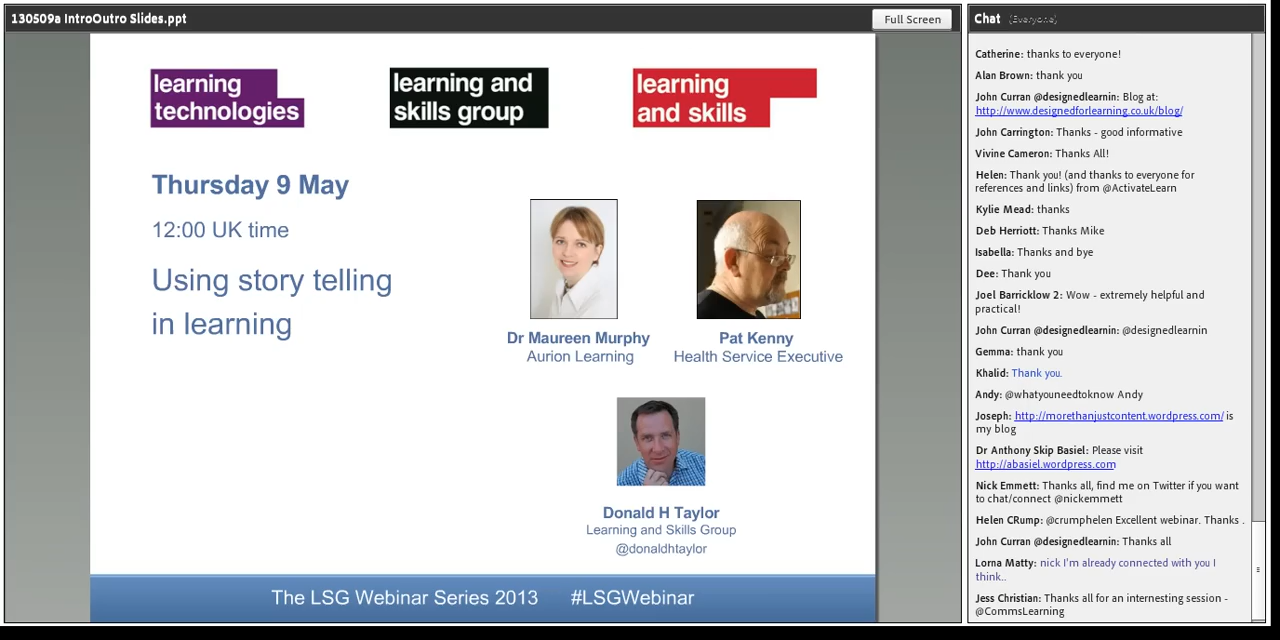 130509a IntroOutro Slides.ppt
Full Screen
learning
technologies
learning and
skills group
learning
and skills
Thursday 9 May
12:00 UK time
Using story telling
in learning
Dr Maureen Murphy
Aurion Learning
Pat Kenny
Health Service Executive
Donald H Taylor
Learning and Skills Group
@donaldhtaylor
The LSG Webinar Series 2013 #LSGWebinar
Chat (Everyone)
Catherine: thanks to everyone!
Alan Brown: thank you
John Curran @designedlearnin: Blog at:
http://www.designedforlearning.co.uk/blog/
John Carrington: Thanks - good informative
Vivine Cameron: Thanks All!
Helen: Thank you! (and thanks to everyone for
references and links) from @ActivateLearn
Kylie Mead: thanks
Deb Herriott: Thanks Mike
Isabella: Thanks and bye
Dee: Thank you
Joel Barricklow 2: Wow - extremely helpful and
practical!
John Curran @designedlearnin: @designedlearnin
Gemma: thank you
Khalid: Thank you.
Andy: @whatyouneedtoknow Andy
Joseph: http://morethanjustcontent.wordpress.com/ is
my blog
Dr Anthony Skip Basiel: Please visit
http://abasiel.wordpress.com
Nick Emmett: Thanks all, find me on Twitter if you want
to chat/connect @nickemmett
Helen CRump: @crumphelen Excellent webinar. Thanks .
John Curran @designedlearnin: Thanks all
Lorna Matty: nick I'm already connected with you I
think..
Jess Christian: Thanks all for an internesting session -
@CommsLearning